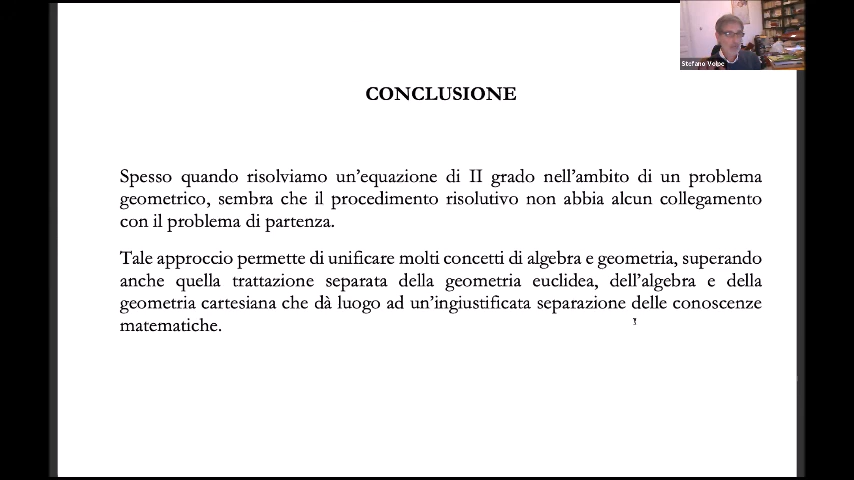 Stefano Volpe
CONCLUSIONE
Spesso quando risolviamo un'equazione di II grado nell'ambito di un problema
geometrico, sembra che il procedimento risolutivo non abbia alcun collegamento
con il problema di partenza.
Tale approccio permette di unificare molti concetti di algebra e geometria, superando
anche quella trattazione separata della geometria euclidea, dell'algebra e della
geometria cartesiana che dà luogo ad un'ingiustificata separazione delle conoscenze
matematiche.